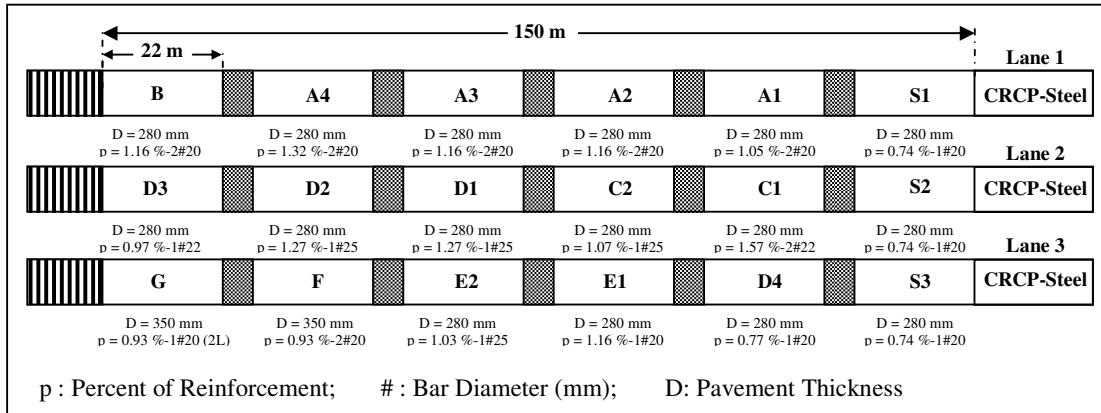 150 m
22 m
Lane 1
B A4 A3 A2 A1 S1 CRCP-Steel
D = 280 mm D = 280 mm D = 280 mm D = 280 mm D = 280 mm D = 280 mm
p = 1.16 %-2#20 p = 1.32 %-2#20 p = 1.16 %-2#20 p = 1.16 %-2#20 p = 1.05 %-2#20 p = 0.74 %-1#20
Lane 2
D3 D2 D1 C2 C1 S2 CRCP-Steel
D = 280 mm D = 280 mm D = 280 mm D = 280 mm D = 280 mm D = 280 mm
p = 0.97 %-1#22 p = 1.27 %-1#25 p = 1.27 %-1#25 p = 1.07 %-1#25 p = 1.57 %-2#22 p = 0.74 %-1#20
Lane 3
G F E2 E1 D4 S3 CRCP-Steel
D = 350 mm D = 350 mm D = 280 mm D = 280 mm D = 280 mm D = 280 mm
p = 0.93 %-1#20 (2L) p = 0.93 %-2#20 p = 1.03 %-1#25 p = 1.16 %-1#20 p = 0.77 %-1#20 p = 0.74 %-1#20
p : Percent of Reinforcement; # : Bar Diameter (mm); D: Pavement Thickness